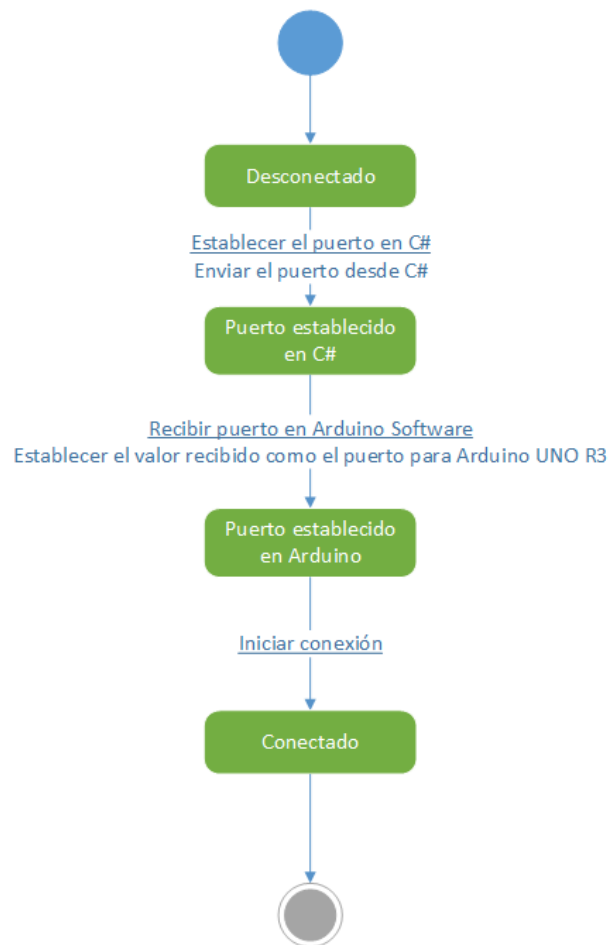 Desconectado
Establecer el puerto en C#
Enviar el puerto desde C#
Puerto establecido
en C#
Recibir puerto en Arduino Software
Establecer el valor recibido como el puerto para Arduino UNO R3
Puerto establecido
en Arduino
Iniciar conexión
Conectado